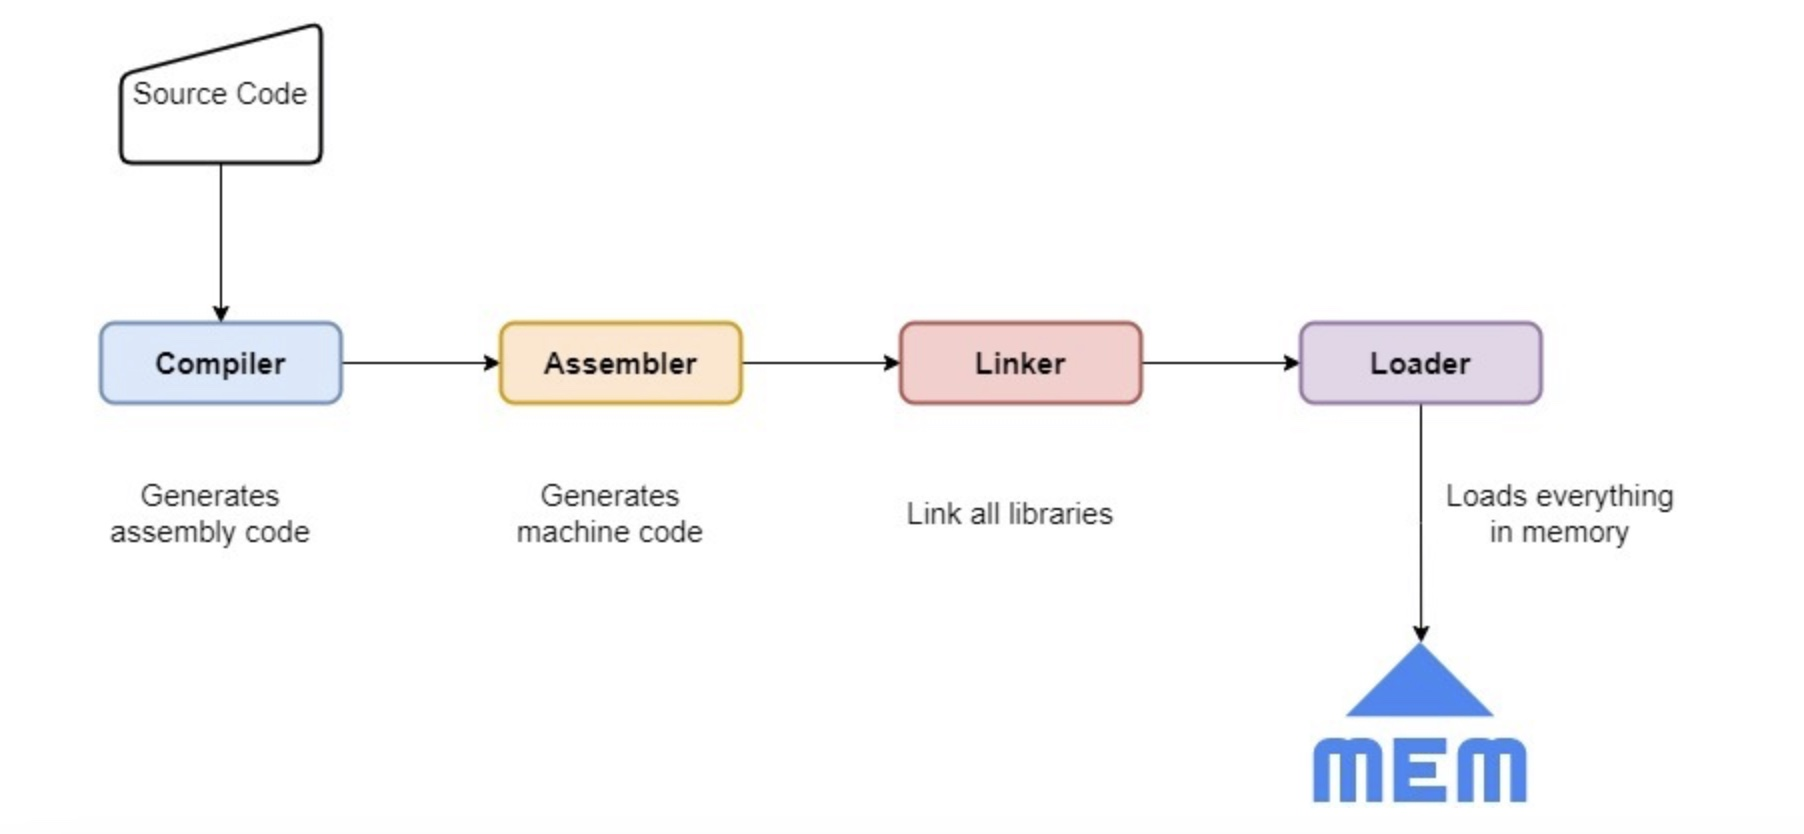 Source Code
Compiler
Assembler
Linker
Loader
Generates
assembly code
Generates
machine code
Link all libraries
Loads everything
in memory
MEM